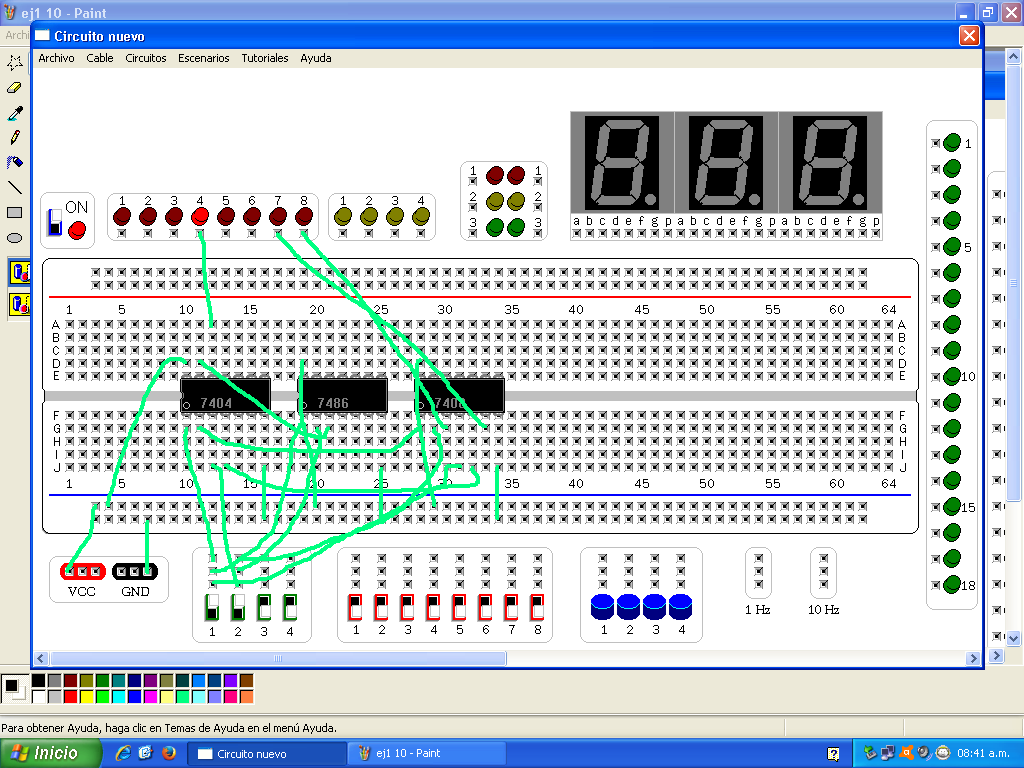 ej1 10 - Paint
Archi
Circuito nuevo
Archivo Cable Circuitos Escenarios Tutoriales Ayuda
ON
1 2 3 4 5 6 7 8
1 2 3 4
1 1
2 2
3 3
a b c d e f g p a b c d e f g p a b c d e f g p
1
5
10
15
18
1 5 10 15 20 25 30 35 40 45 50 55 60 64
A A
B B
C C
D D
E E
7404 7486 7408
F F
G G
H H
I I
J J
1 5 10 15 20 25 30 35 40 45 50 55 60 64
VCC GND
1 2 3 4
1 2 3 4 5 6 7 8
1 2 3 4
1 Hz 10 Hz
Para obtener Ayuda, haga clic en Temas de Ayuda en el menú Ayuda.
Inicio
Circuito nuevo
ej1 10 - Paint
08:41 a.m.